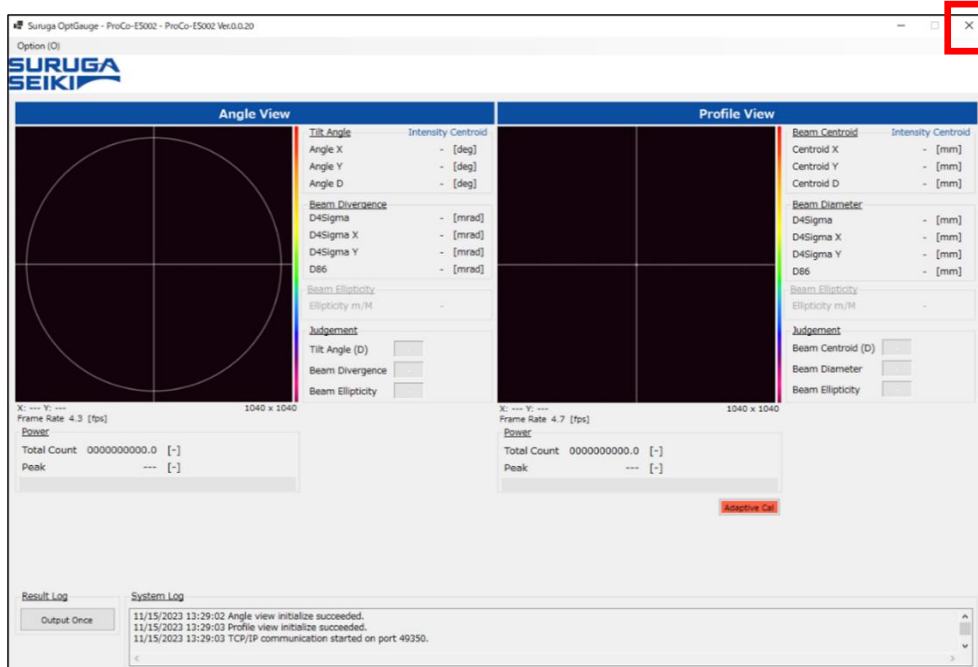 Suruga OptGauge - ProCo-E5002 - ProCo-E5002 Ver.0.0.20
Option (O)
SURUGA
SEIKI
Angle View
Tilt Angle Intensity Centroid
Angle X - [deg]
Angle Y - [deg]
Angle D - [deg]
Beam Divergence
D4Sigma - [mrad]
D4Sigma X - [mrad]
D4Sigma Y - [mrad]
D86 - [mrad]
Beam Ellipticity
Ellipticity m/M -
Judgement
Tilt Angle (D) -
Beam Divergence -
Beam Ellipticity -
X: --- Y: --- 1040 x 1040
Frame Rate 4.3 [fps]
Power
Total Count 0000000000.0 [-]
Peak --- [-]
Profile View
Beam Centroid Intensity Centroid
Centroid X - [mm]
Centroid Y - [mm]
Centroid D - [mm]
Beam Diameter
D4Sigma - [mm]
D4Sigma X - [mm]
D4Sigma Y - [mm]
D86 - [mm]
Beam Ellipticity
Ellipticity m/M -
Judgement
Beam Centroid (D) -
Beam Diameter -
Beam Ellipticity -
X: --- Y: --- 1040 x 1040
Frame Rate 4.7 [fps]
Power
Total Count 0000000000.0 [-]
Peak --- [-]
Adaptive Cal
Result Log
Output Once
System Log
11/15/2023 13:29:02 Angle view initialize succeeded.
11/15/2023 13:29:03 Profile view initialize succeeded.
11/15/2023 13:29:03 TCP/IP communication started on port 49350.